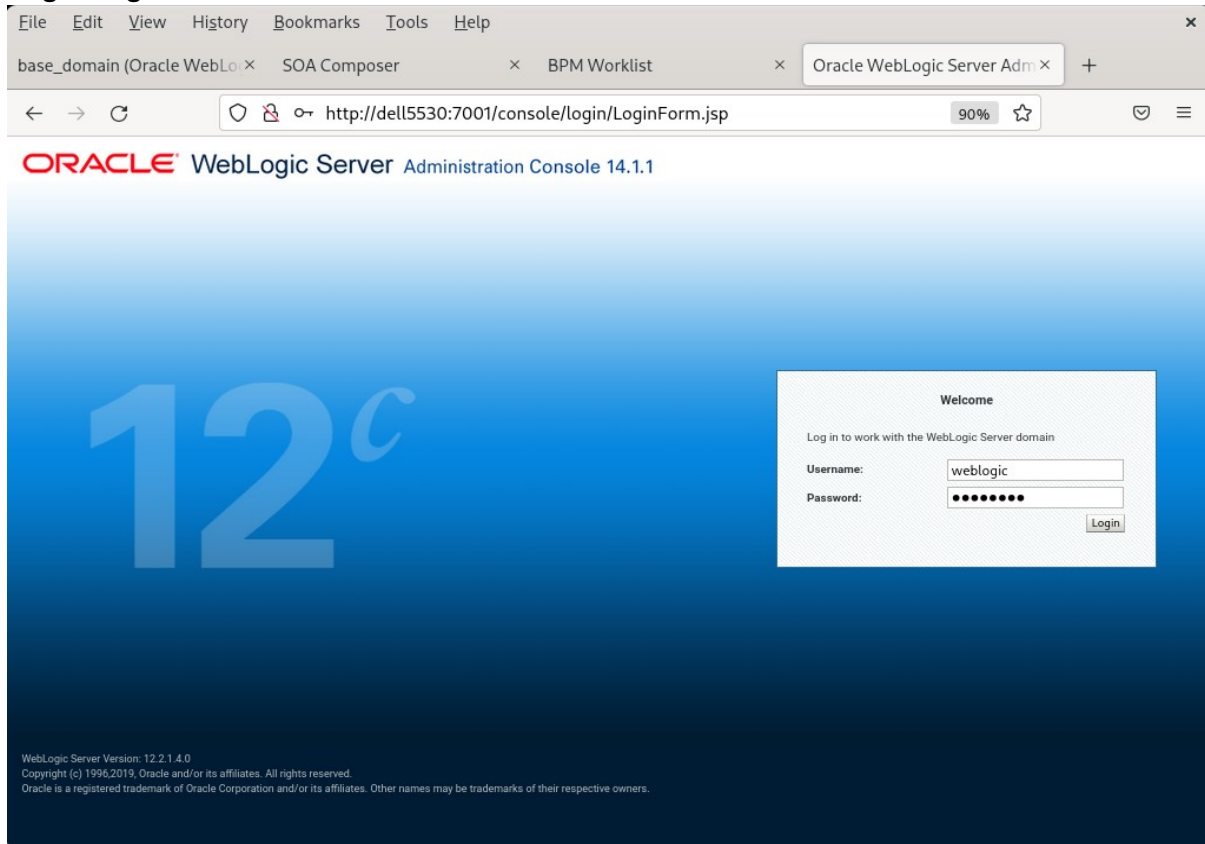 File Edit View History Bookmarks Tools Help
base_domain (Oracle WebLo SOA Composer BPM Worklist Oracle WebLogic Server Adm
http://dell5530:7001/console/login/LoginForm.jsp 90%
ORACLE WebLogic Server Administration Console 14.1.1
12c
Welcome
Log in to work with the WebLogic Server domain
Username: weblogic
Password: ●●●●●●●●
Login
WebLogic Server Version: 12.2.1.4.0
Copyright (c) 1996,2019, Oracle and/or its affiliates. All rights reserved.
Oracle is a registered trademark of Oracle Corporation and/or its affiliates. Other names may be trademarks of their respective owners.